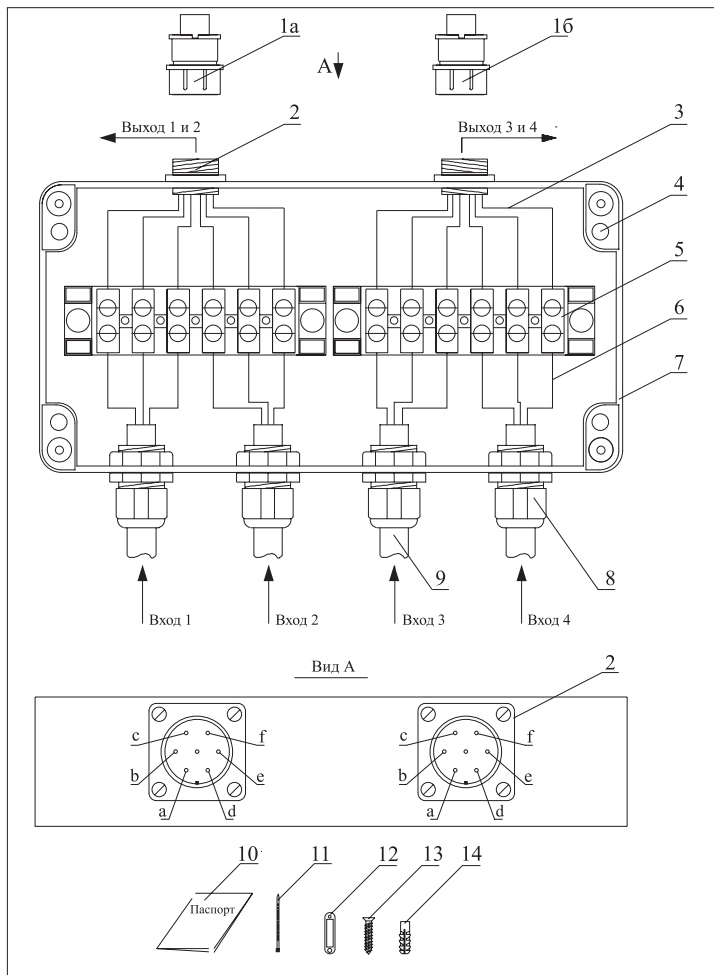 1а
А
1б
Выход 1 и 2
2
Выход 3 и 4
3
4
5
6
7
8
9
Вход 1
Вход 2
Вход 3
Вход 4
Вид А
2
c
f
c
f
b
e
b
e
a
d
a
d
10
11
12
13
14
Паспорт